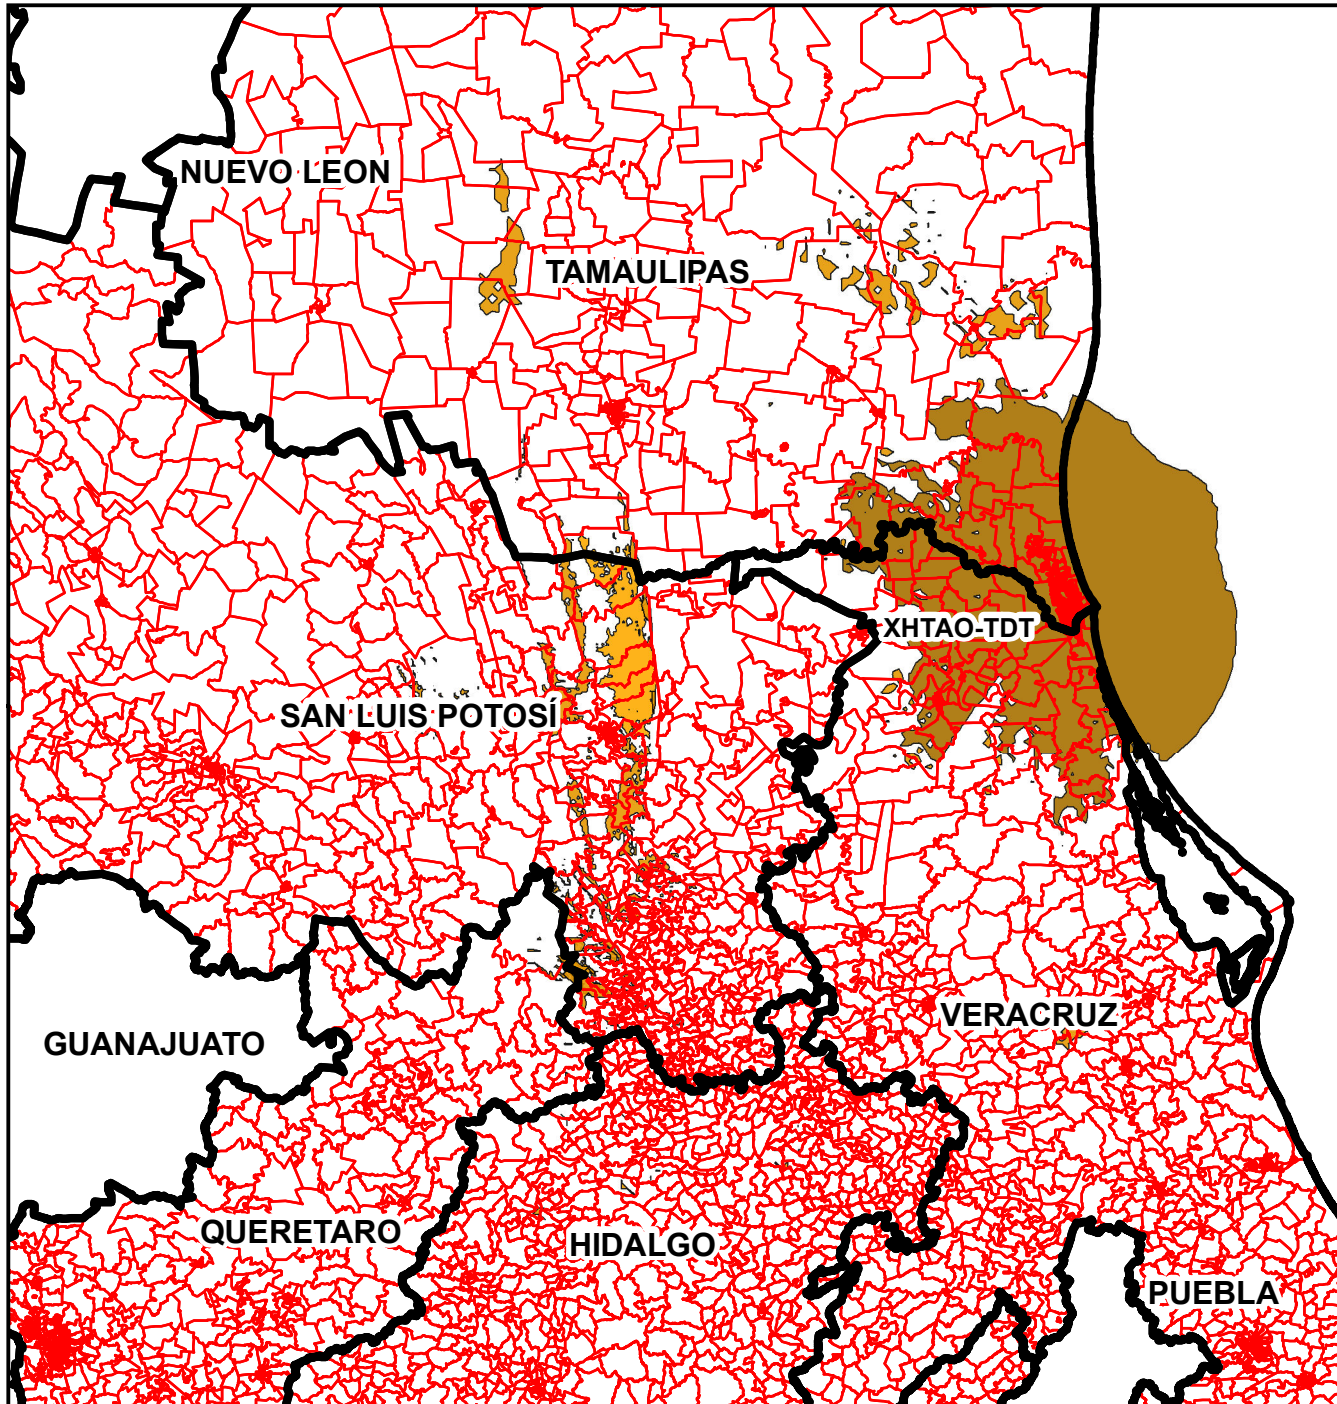 NUEVO LEON
TAMAULIPAS
XHTAO-TDT
SAN LUIS POTOSÍ
VERACRUZ
GUANAJUATO
QUERETARO
HIDALGO
PUEBLA